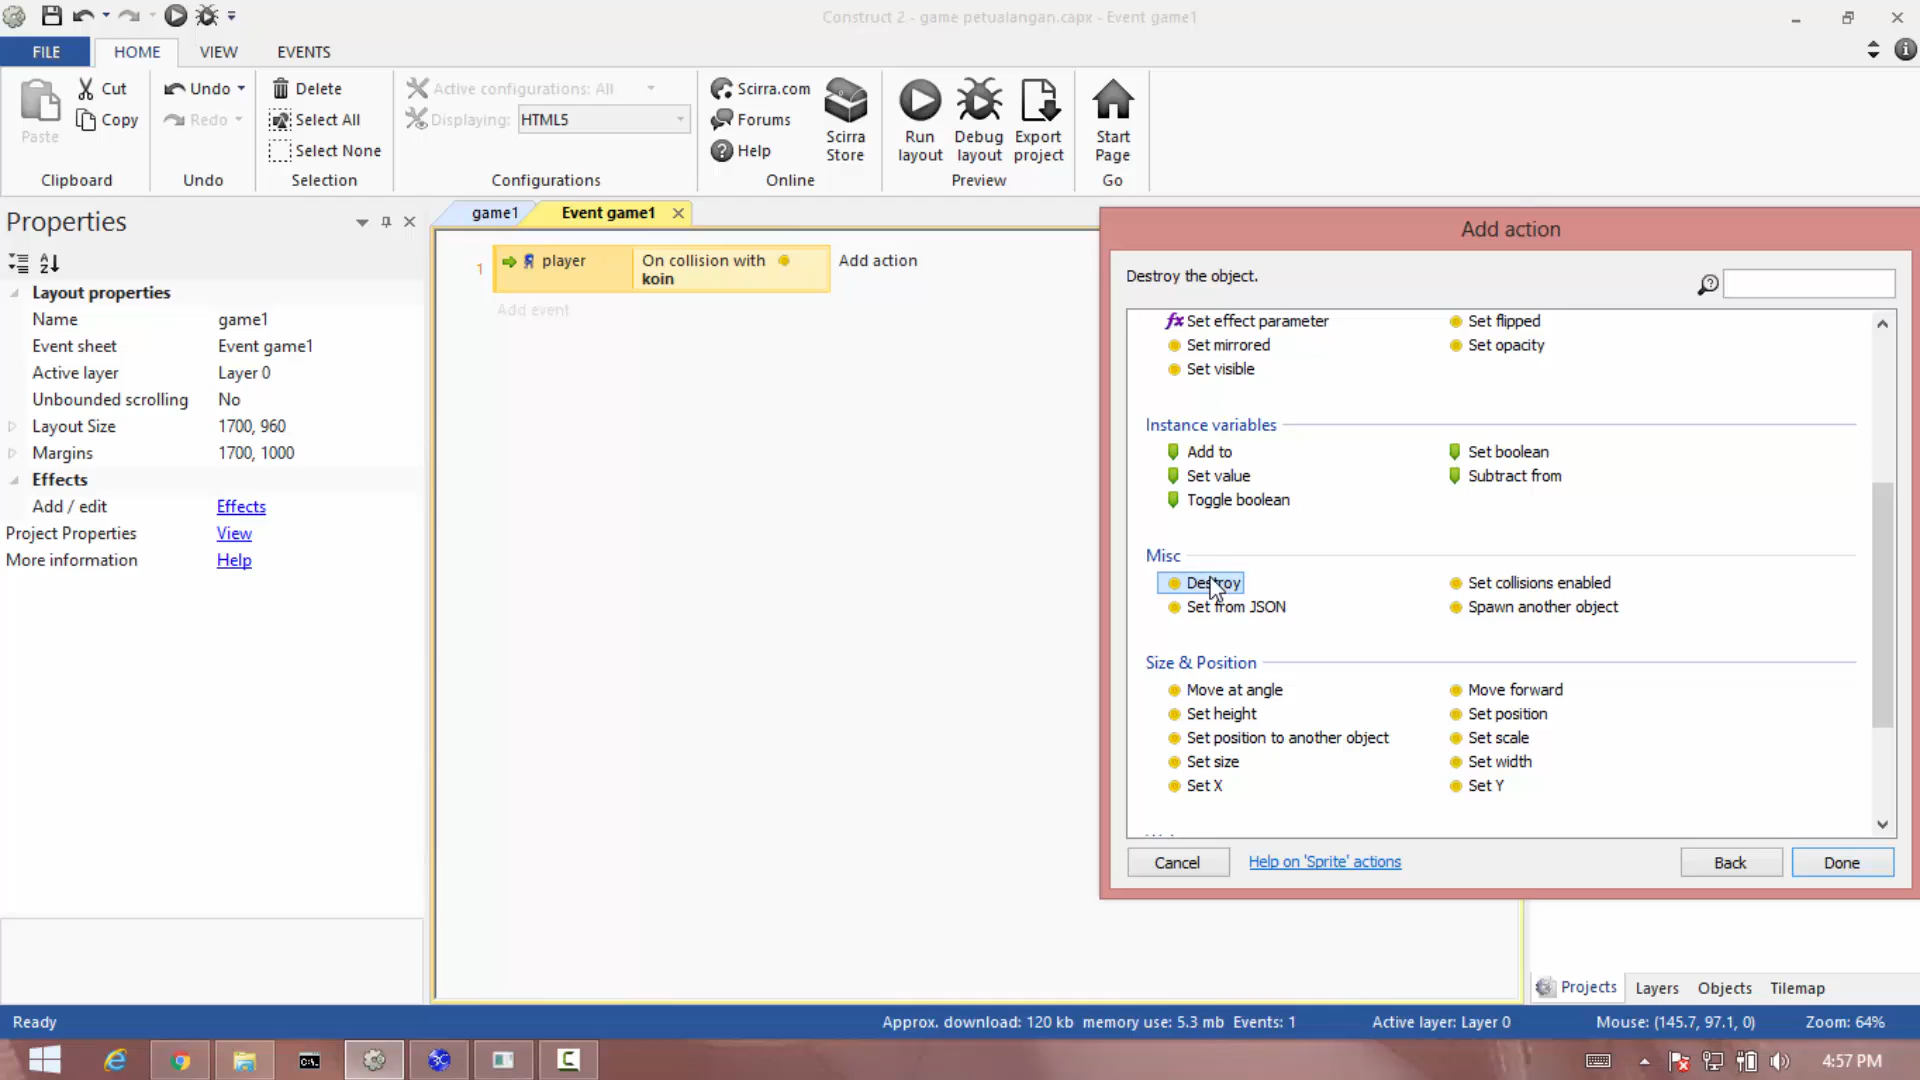 Construct 2 - game petualangan.capx - Event game1
FILE
HOME
VIEW
EVENTS
Paste
Cut
Copy
Clipboard
Undo
Redo
Undo
Delete
Select All
Select None
Selection
Active configurations: All
Displaying:
HTML5
Configurations
Scirra.com
Forums
Help
Scirra
Store
Online
Run
layout
Debug
layout
Export
project
Preview
Start
Page
Go
Properties
Layout properties
Name game1
Event sheet Event game1
Active layer Layer 0
Unbounded scrolling No
Layout Size 1700, 960
Margins 1700, 1000
Effects
Add / edit Effects
Project Properties View
More information Help
game1
Event game1
1
player
On collision with
koin
Add action
Add event
Add action
Destroy the object.
Set effect parameter
Set flipped
Set mirrored
Set opacity
Set visible
Instance variables
Add to
Set boolean
Set value
Subtract from
Toggle boolean
Misc
Destroy
Set collisions enabled
Set from JSON
Spawn another object
Size & Position
Move at angle
Move forward
Set height
Set position
Set position to another object
Set scale
Set size
Set width
Set X
Set Y
Cancel
Help on 'Sprite' actions
Back
Done
Projects
Layers
Objects
Tilemap
Ready
Approx. download: 120 kb memory use: 5.3 mb Events: 1
Active layer: Layer 0
Mouse: (145.7, 97.1, 0)
Zoom: 64%
4:57 PM